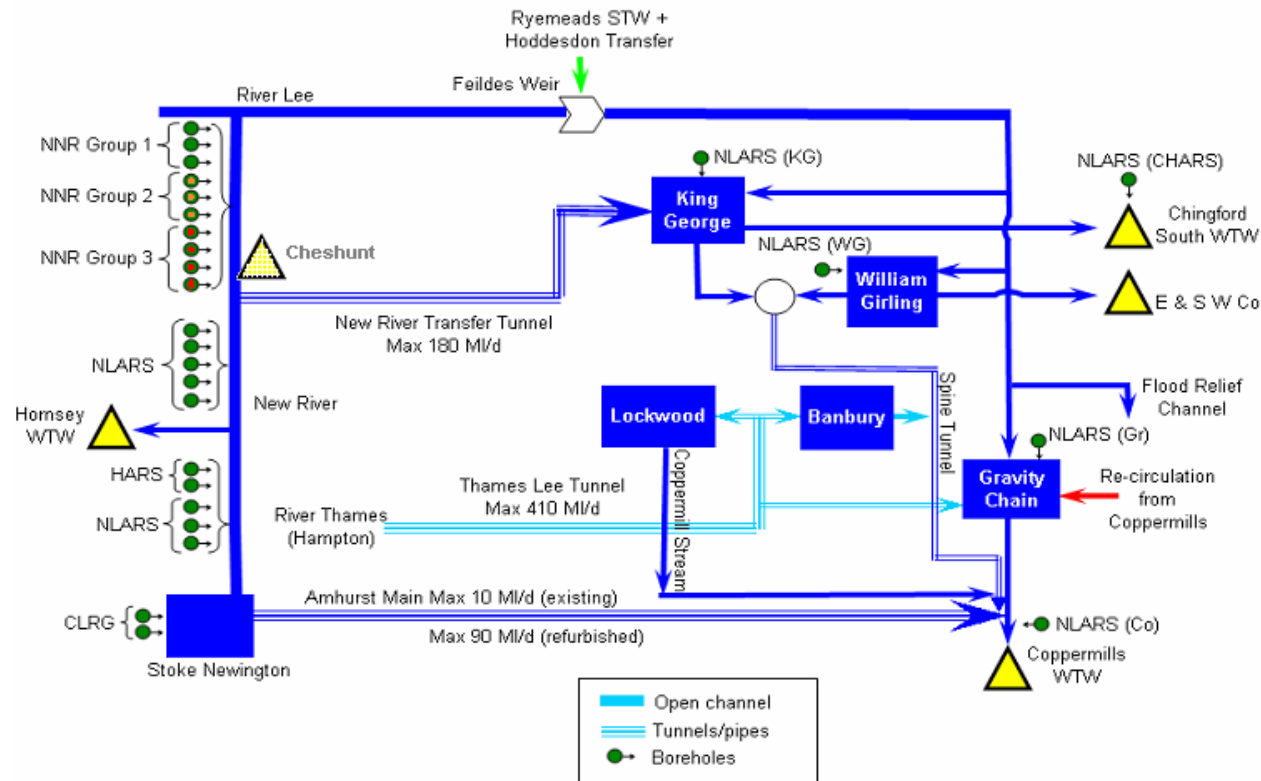 Ryemeads STW +
Hoddesdon Transfer
Feildes Weir
River Lee
NNR Group 1
NNR Group 2
NNR Group 3
Cheshunt
NLARS (KG)
King
George
NLARS (CHARS)
Chingford
South WTW
NLARS (WG)
William
Girling
E & S W Co
New River Transfer Tunnel
Max 180 Ml/d
NLARS
New River
Hornsey
WTW
Lockwood
Banbury
Spine Tunnel
Flood Relief
Channel
NLARS (Gr)
Gravity
Chain
Re-circulation
from
Coppermills
HARS
NLARS
Thames Lee Tunnel
Max 410 Ml/d
River Thames
(Hampton)
Coppermill Stream
CLRG
Amhurst Main Max 10 Ml/d (existing)
Max 90 Ml/d (refurbished)
Stoke Newington
NLARS (Co)
Coppermills
WTW
Open channel
Tunnels/pipes
Boreholes